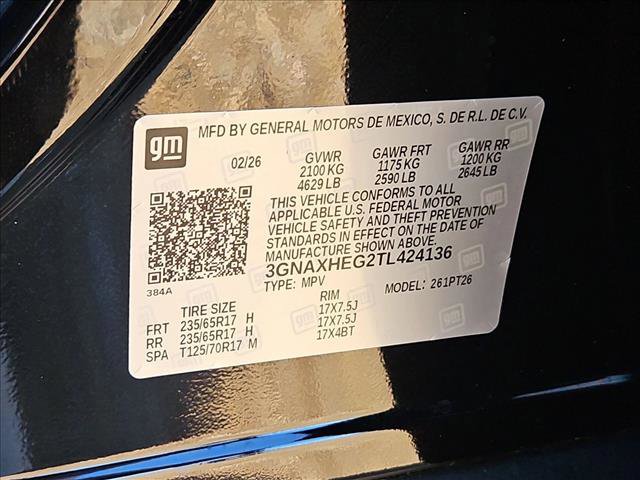 gm
MFD BY GENERAL MOTORS DE MEXICO, S. DE R.L. DE C.V.
02/26 GVWR GAWR FRT GAWR RR
2100 KG 1175 KG 1200 KG
4629 LB 2590 LB 2645 LB
THIS VEHICLE CONFORMS TO ALL
APPLICABLE U.S. FEDERAL MOTOR
VEHICLE SAFETY AND THEFT PREVENTION
STANDARDS IN EFFECT ON THE DATE OF
MANUFACTURE SHOWN ABOVE.
3GNAXHEG2TL424136
384A TYPE: MPV MODEL: 261PT26
TIRE SIZE RIM
FRT 235/65R17 H 17X7.5J
RR 235/65R17 H 17X7.5J
SPA T125/70R17 M 17X4BT